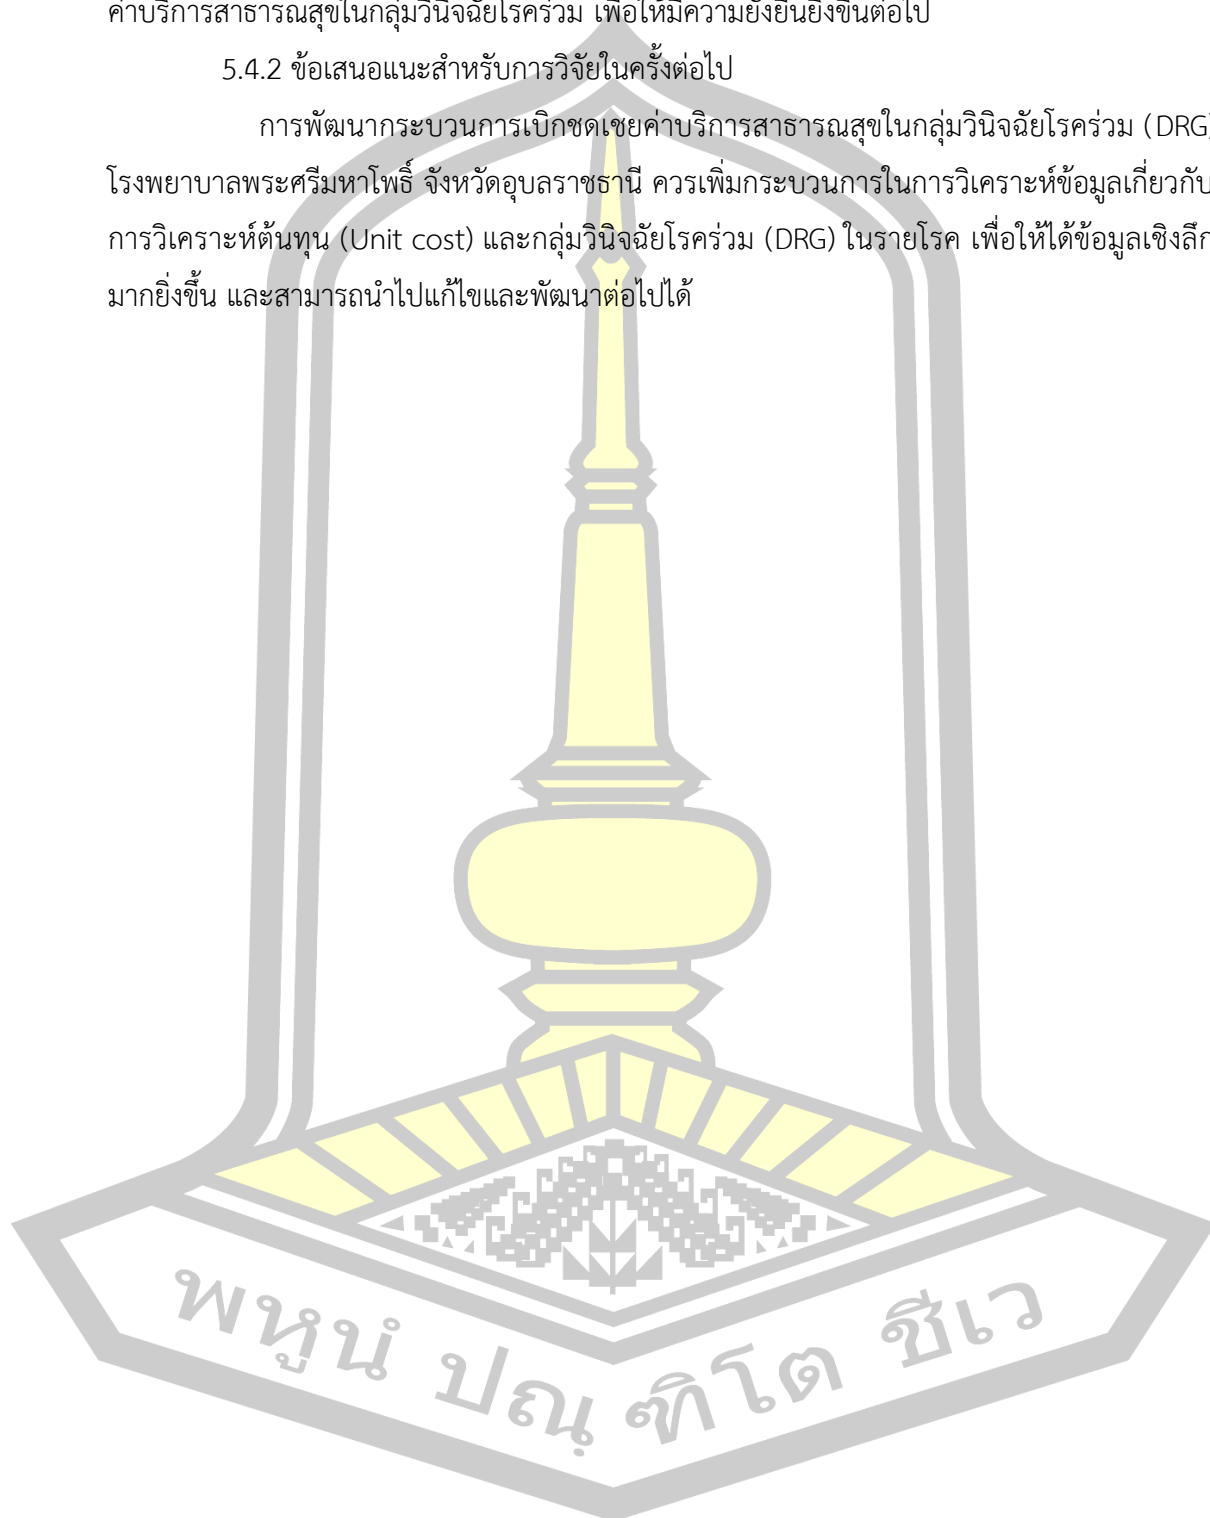 ค่าบริการสาธารณสุขในกลุ่มวินิจฉัยโรคร่วม เพื่อให้มีความยั่งยืนยิ่งขึ้นต่อไป
5.4.2 ข้อเสนอแนะสำหรับการวิจัยในครั้งต่อไป
การพัฒนากระบวนการเบิกชดเชยค่าบริการสาธารณสุขในกลุ่มวินิจฉัยโรคร่วม (DRG)
โรงพยาบาลพระศรีมหาโพธิ์ จังหวัดอุบลราชธานี ควรเพิ่มกระบวนการในการวิเคราะห์ข้อมูลเกี่ยวกับ
การวิเคราะห์ต้นทุน (Unit cost) และกลุ่มวินิจฉัยโรคร่วม (DRG) ในรายโรค เพื่อให้ได้ข้อมูลเชิงลึก
มากยิ่งขึ้น และสามารถนำไปแก้ไขและพัฒนาต่อไปได้
พหูนํ ปณฺฑิโต ชีเว